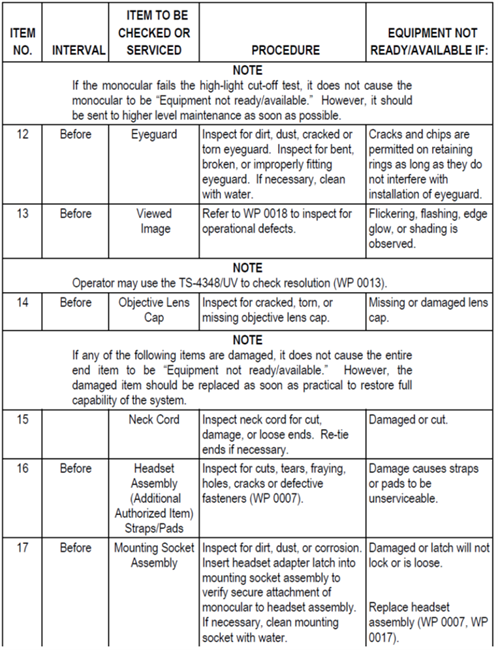 ITEM NO.
INTERVAL
ITEM TO BE CHECKED OR SERVICED
PROCEDURE
EQUIPMENT NOT READY/AVAILABLE IF:
NOTE
If the monocular fails the high-light cut-off test, it does not cause the
monocular to be “Equipment not ready/available.”  However, it should
be sent to higher level maintenance as soon as possible.
12
Before
Eyeguard
Inspect for dirt, dust, cracked or
torn eyeguard.  Inspect for bent,
broken, or improperly fitting
eyeguard.  If necessary, clean
with water.
Cracks and chips are
permitted on retaining
rings as long as they do
not interfere with
installation of eyeguard.
13
Before
Viewed
Image
Refer to WP 0018 to inspect for
operational defects.
Flickering, flashing, edge
glow, or shading is
observed.
NOTE
Operator may use the TS-4348/UV to check resolution (WP 0013).
14
Before
Objective Lens
Cap
Inspect for cracked, torn, or
missing objective lens cap.
Missing or damaged lens
cap.
NOTE
If any of the following items are damaged, it does not cause the entire
end item to be “Equipment not ready/available.”  However, the
damaged item should be replaced as soon as practical to restore full
capability of the system.
15
Neck Cord
Inspect neck cord for cut,
damage, or loose ends.  Re-tie
ends if necessary.
Damaged or cut.
16
Before
Headset
Assembly
(Additional
Authorized Item)
Straps/Pads
Inspect for cuts, tears, fraying,
holes, cracks or defective
fasteners (WP 0007).
Damage causes straps
or pads to be
unserviceable.
17
Before
Mounting Socket
Assembly
Inspect for dirt, dust, or corrosion.
Insert headset adapter latch into
mounting socket assembly to
verify secure attachment of
monocular to headset assembly.
If necessary, clean mounting
socket with water.
Damaged or latch will not
lock or is loose.
Replace headset
assembly (WP 0007, WP
0017).